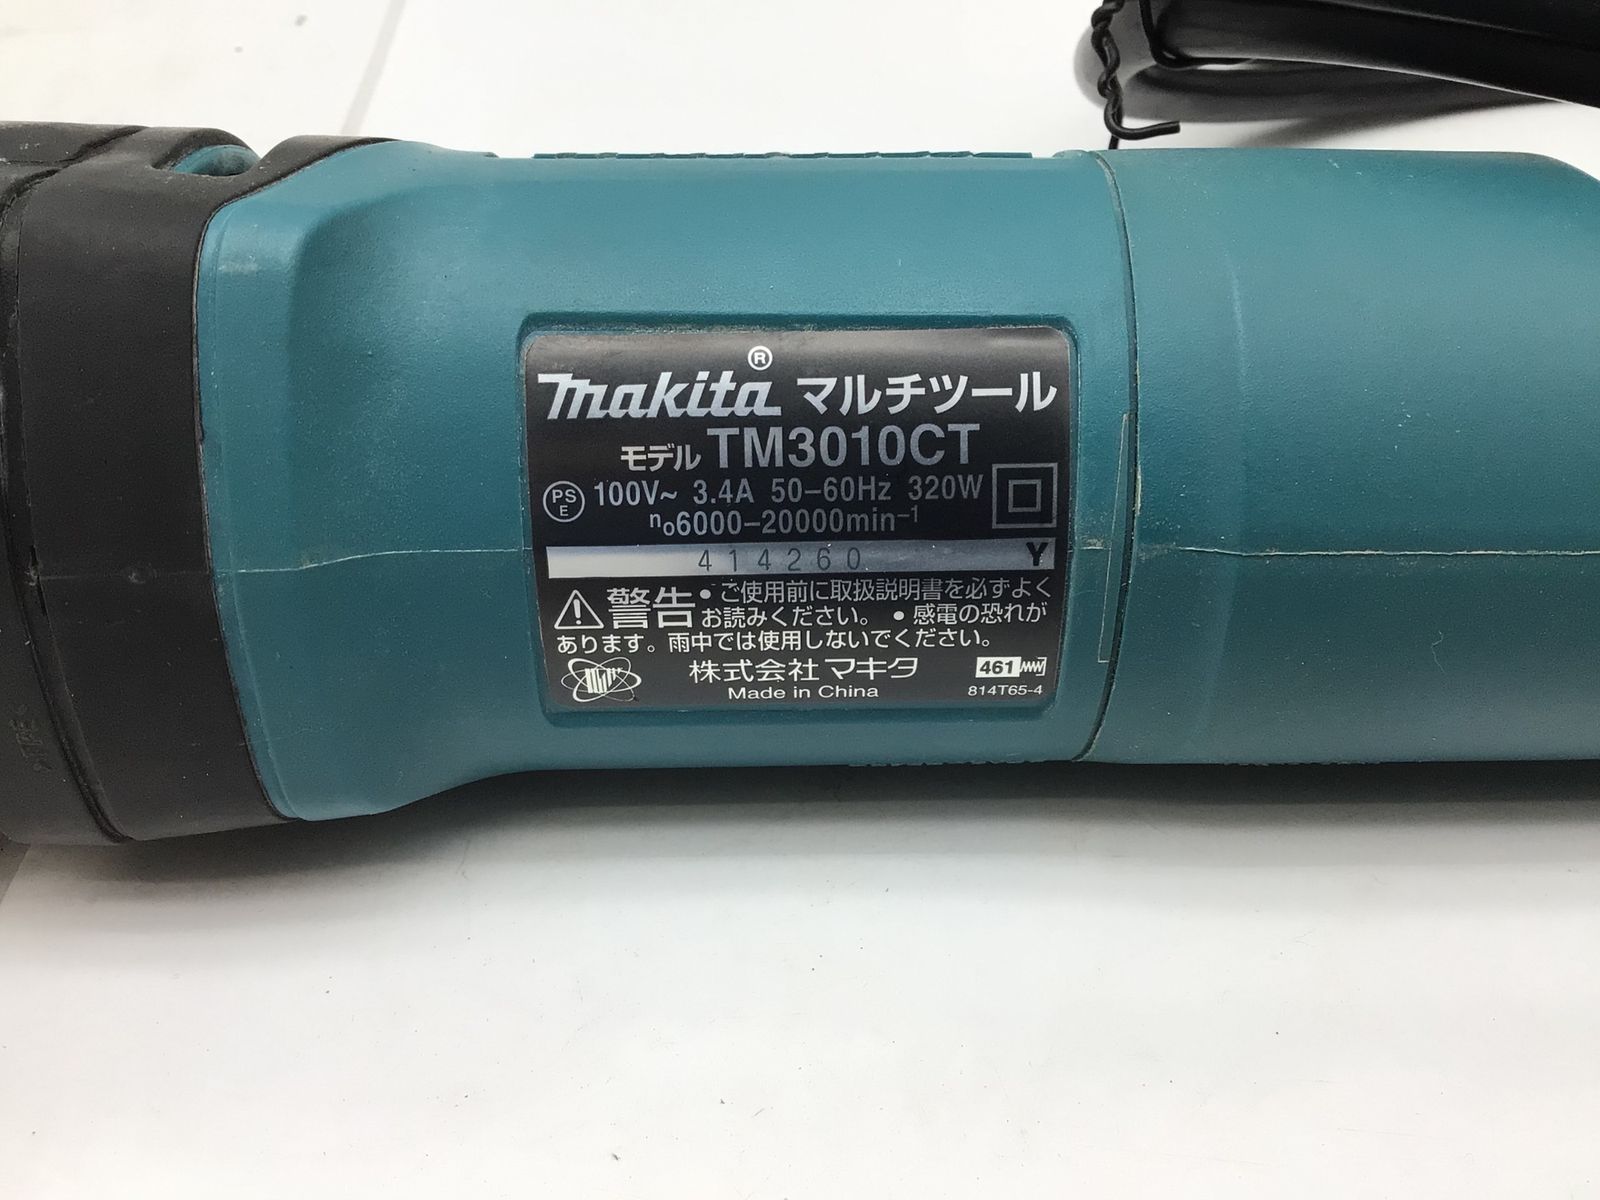 makita® マルチツール
モデル TM3010CT
PSE 100V~ 3.4A 50-60Hz 320W
n₀6000-20000min⁻¹
414260 Y
⚠警告 • ご使用前に取扱説明書を必ずよく
お読みください。 • 感電の恐れが
あります。雨中では使用しないでください。
株式会社マキタ 461
Made in China 814T65-4